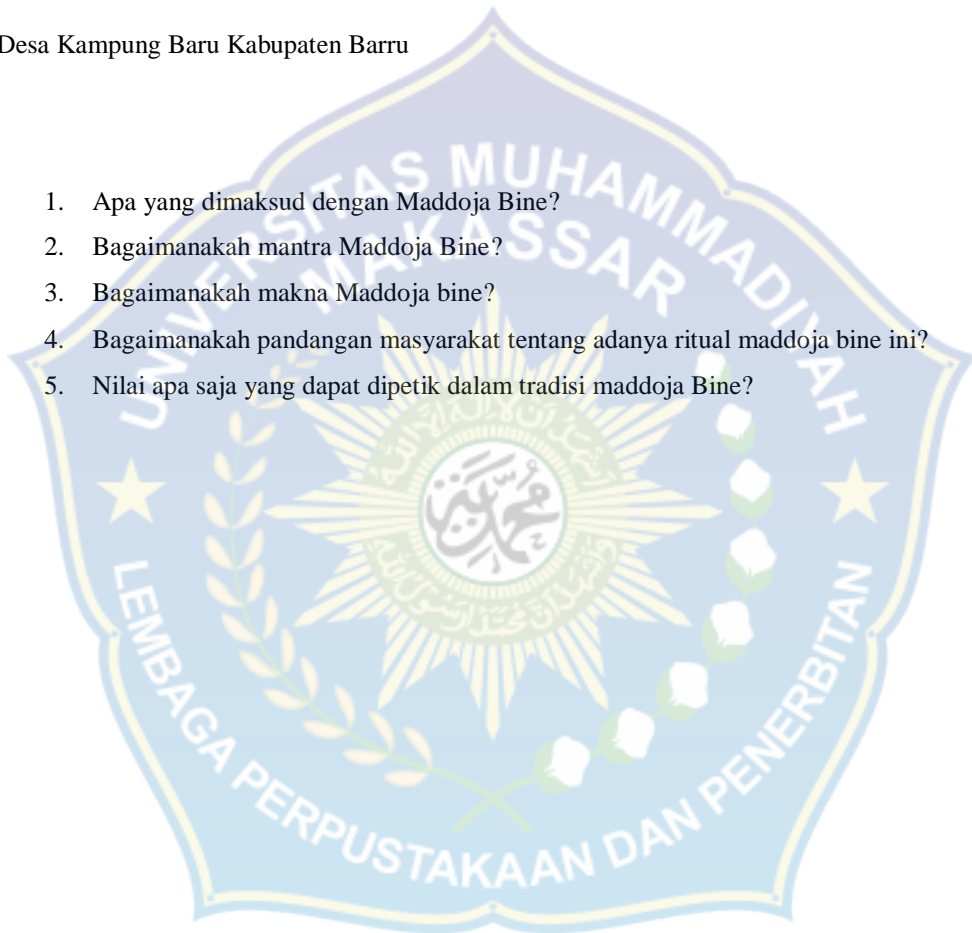 Desa Kampung Baru Kabupaten Barru
1. Apa yang dimaksud dengan Maddoja Bine?
2. Bagaimanakah mantra Maddoja Bine?
3. Bagaimanakah makna Maddoja bine?
4. Bagaimanakah pandangan masyarakat tentang adanya ritual maddoja bine ini?
5. Nilai apa saja yang dapat dipetik dalam tradisi maddoja Bine?
UNIVERSITAS MUHAMMADIYAH
MAKASSAR
LEMBAGA PERPUSTAKAAN DAN PENERBITAN